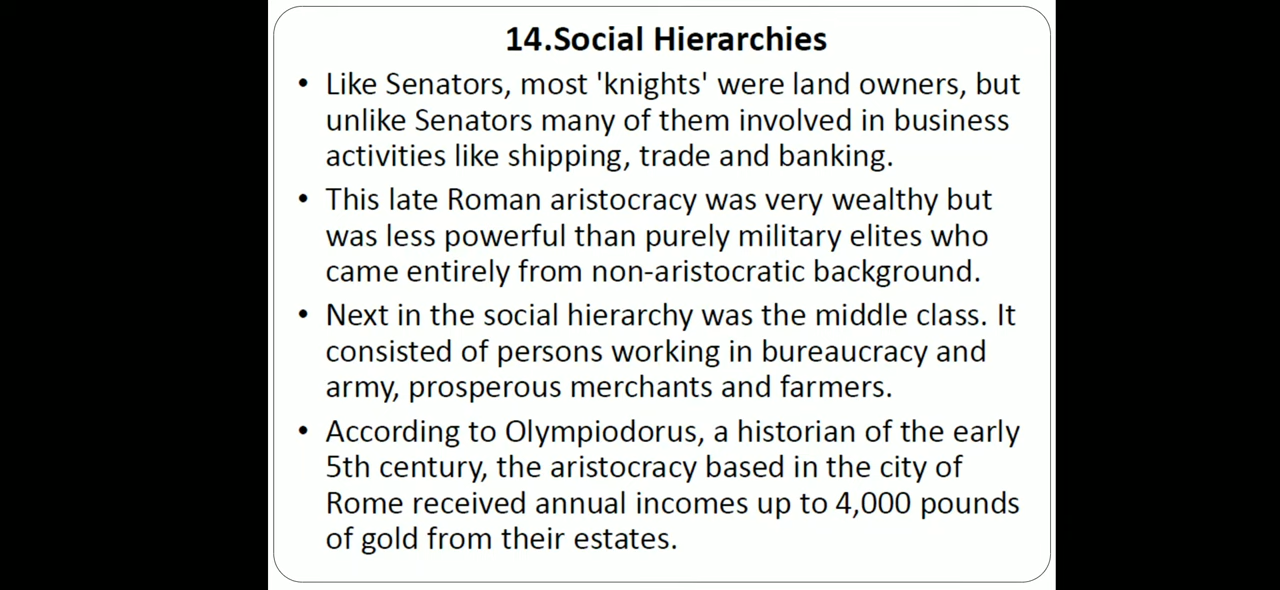 14.Social Hierarchies
• Like Senators, most 'knights' were land owners, but
unlike Senators many of them involved in business
activities like shipping, trade and banking.
• This late Roman aristocracy was very wealthy but
was less powerful than purely military elites who
came entirely from non-aristocratic background.
• Next in the social hierarchy was the middle class. It
consisted of persons working in bureaucracy and
army, prosperous merchants and farmers.
• According to Olympiodorus, a historian of the early
5th century, the aristocracy based in the city of
Rome received annual incomes up to 4,000 pounds
of gold from their estates.